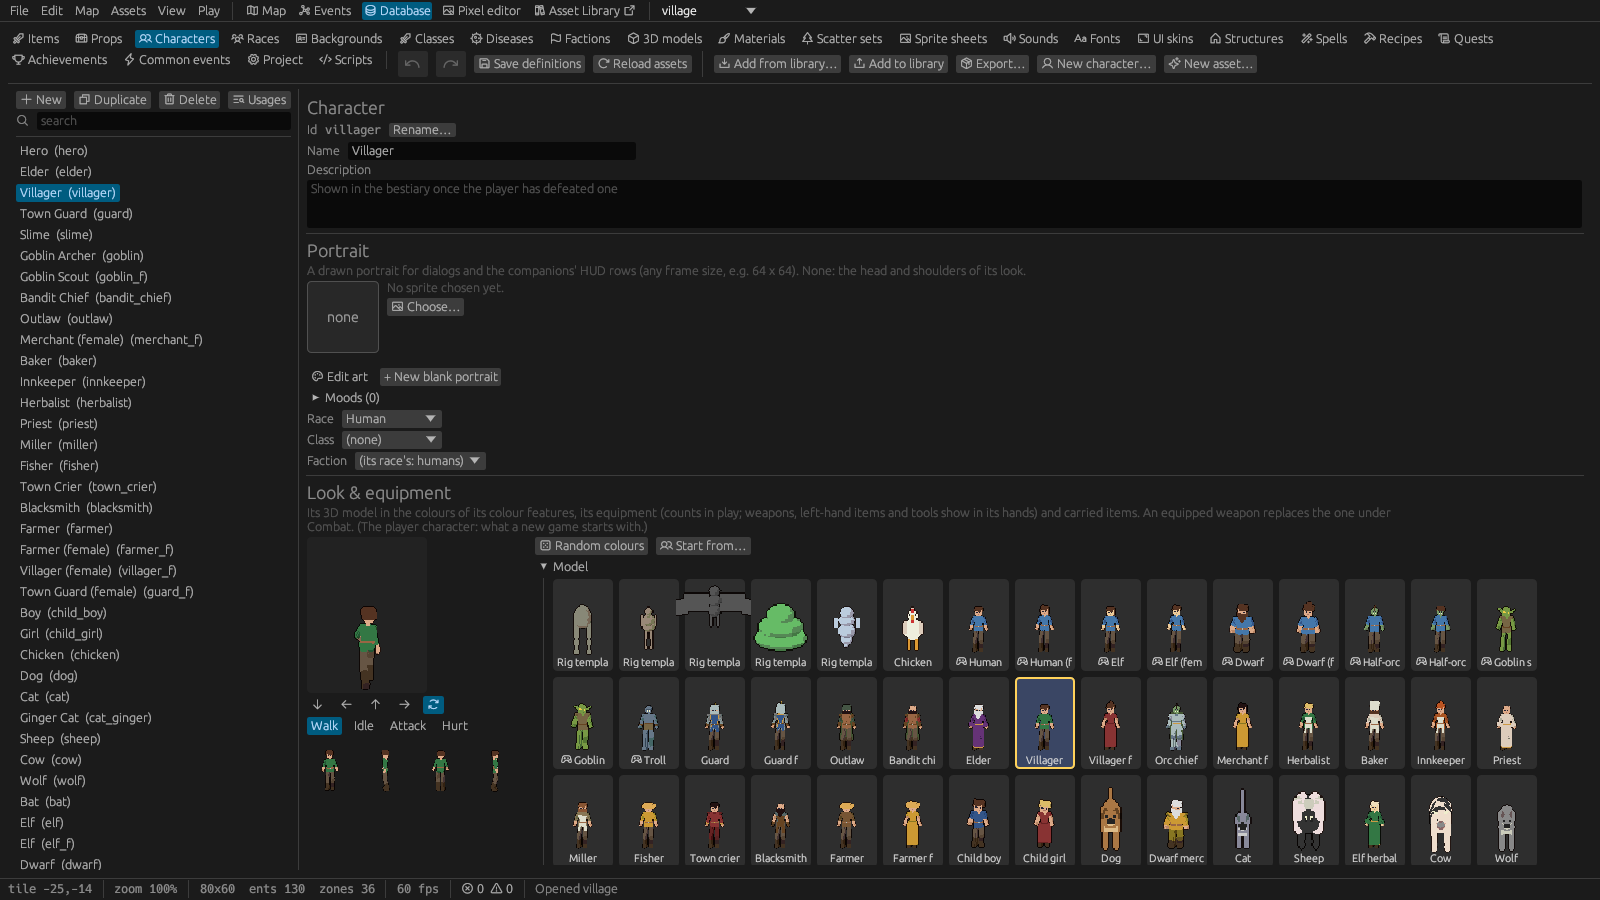 File Edit Map Assets View Play Map Events Database Pixel editor Asset Library village
Items Props Characters Races Backgrounds Classes Diseases Factions 3D models Materials Scatter sets Sprite sheets Sounds Fonts UI skins Structures Spells Recipes Quests
Achievements Common events Project Scripts Save definitions Reload assets Add from library... Add to library Export... New character... New asset...
New Duplicate Delete Usages
search
Hero (hero)
Elder (elder)
Villager (villager)
Town Guard (guard)
Slime (slime)
Goblin Archer (goblin)
Goblin Scout (goblin_f)
Bandit Chief (bandit_chief)
Outlaw (outlaw)
Merchant (female) (merchant_f)
Baker (baker)
Innkeeper (innkeeper)
Herbalist (herbalist)
Priest (priest)
Miller (miller)
Fisher (fisher)
Town Crier (town_crier)
Blacksmith (blacksmith)
Farmer (farmer)
Farmer (female) (farmer_f)
Villager (female) (villager_f)
Town Guard (female) (guard_f)
Boy (child_boy)
Girl (child_girl)
Chicken (chicken)
Dog (dog)
Cat (cat)
Ginger Cat (cat_ginger)
Sheep (sheep)
Cow (cow)
Wolf (wolf)
Bat (bat)
Elf (elf)
Elf (elf_f)
Dwarf (dwarf)
Character
Id villager Rename...
Name Villager
Description
Shown in the bestiary once the player has defeated one
Portrait
A drawn portrait for dialogs and the companions' HUD rows (any frame size, e.g. 64 x 64). None: the head and shoulders of its look.
none
No sprite chosen yet.
Choose...
Edit art + New blank portrait
Moods (0)
Race Human
Class (none)
Faction (its race's: humans)
Look & equipment
Its 3D model in the colours of its colour features, its equipment (counts in play; weapons, left-hand items and tools show in its hands) and carried items. An equipped weapon replaces the one under
Combat. (The player character: what a new game starts with.)
Random colours Start from...
Model
Walk Idle Attack Hurt
Rig templa Rig templa Rig templa Rig templa Rig templa Chicken Human Human (f Elf Elf (fem Dwarf Dwarf (f Half-orc Half-orc Goblin s
Goblin Troll Guard Guard f Outlaw Bandit chi Elder Villager Villager f Orc chief Merchant f Herbalist Baker Innkeeper Priest
Miller Fisher Town crier Blacksmith Farmer Farmer f Child boy Child girl Dog Dwarf merc Cat Sheep Elf herbal Cow Wolf
tile -25,-14 zoom 100% 80x60 ents 130 zones 36 60 fps 0 0 Opened village